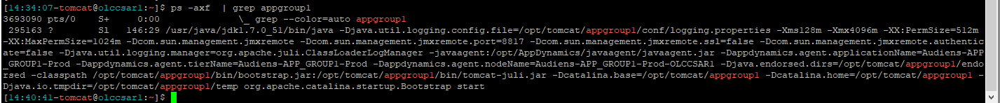 [14:34:07-tomcat@olccsar1:~]$ ps -axf  | grep appgroup1
3693090 pts/0    S+     0:00              \_ grep --color=auto appgroup1
 295163 ?        Sl   146:29 /usr/java/jdk1.7.0_51/bin/java -Djava.util.logging.config.file=/opt/tomcat/appgroup1/conf/logging.properties -Xms128m -Xmx4096m -XX:PermSize=512m
-XX:MaxPermSize=1024m -Dcom.sun.management.jmxremote -Dcom.sun.management.jmxremote.port=8817 -Dcom.sun.management.jmxremote.ssl=false -Dcom.sun.management.jmxremote.authentic
ate=false -Djava.util.logging.manager=org.apache.juli.ClassLoaderLogManager -javaagent:/opt/AppDynamics/javaagent/javaagent.jar -Dappdynamics.agent.applicationName=Audiens-APP
_GROUP1-Prod -Dappdynamics.agent.tierName=Audiens-APP_GROUP1-Prod -Dappdynamics.agent.nodeName=Audiens-APP_GROUP1-Prod-OLCCSAR1 -Djava.endorsed.dirs=/opt/tomcat/appgroup1/endo
rsed -classpath /opt/tomcat/appgroup1/bin/bootstrap.jar:/opt/tomcat/appgroup1/bin/tomcat-juli.jar -Dcatalina.base=/opt/tomcat/appgroup1 -Dcatalina.home=/opt/tomcat/appgroup1 -
Djava.io.tmpdir=/opt/tomcat/appgroup1/temp org.apache.catalina.startup.Bootstrap start
[14:40:41-tomcat@olccsar1:~]$